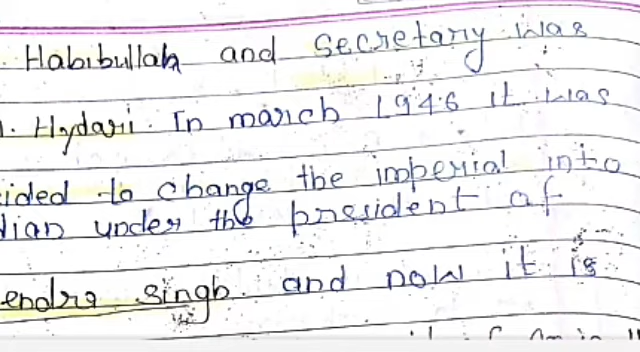 Habibullah and Secretary was
. Hydari. In march 1946 it was
ided to change the imperial into
dian under the president of
endra singh. and now it is